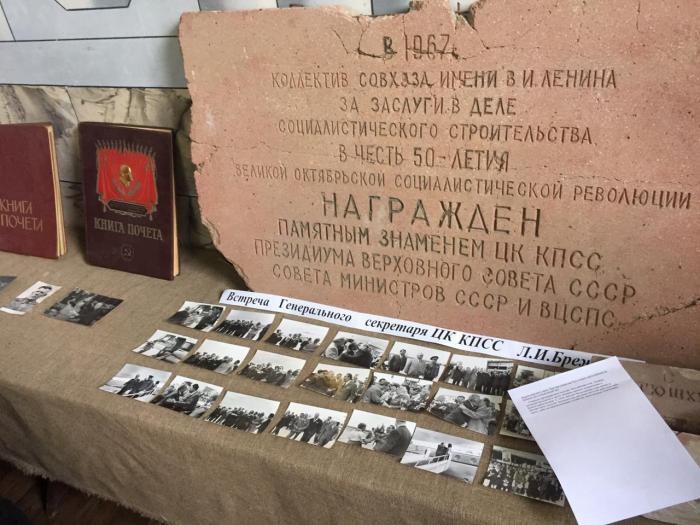 В 1967г.
КОЛЛЕКТИВ СОВХАЗА ИМЕНИ В.И. ЛЕНИНА
ЗА ЗАСЛУГИ В ДЕЛЕ
СОЦИАЛИСТИЧЕСКОГО СТРОИТЕЛЬСТВА
В ЧЕСТЬ 50-ЛЕТИЯ
ВЕЛИКОЙ ОКТЯБРЬСКОЙ СОЦИАЛИСТИЧЕСКОЙ РЕВОЛЮЦИИ
НАГРАЖДЕН
ПАМЯТНЫМ ЗНАМЕНЕМ ЦК КПСС
ПРЕЗИДИУМА ВЕРХОВНОГО СОВЕТА СССР
СОВЕТА МИНИСТРОВ СССР И ВЦСПС
КНИГА
ПОЧЕТА
КНИГА ПОЧЕТА
Встреча Генерального секретаря ЦК КПСС Л.И.Бреж